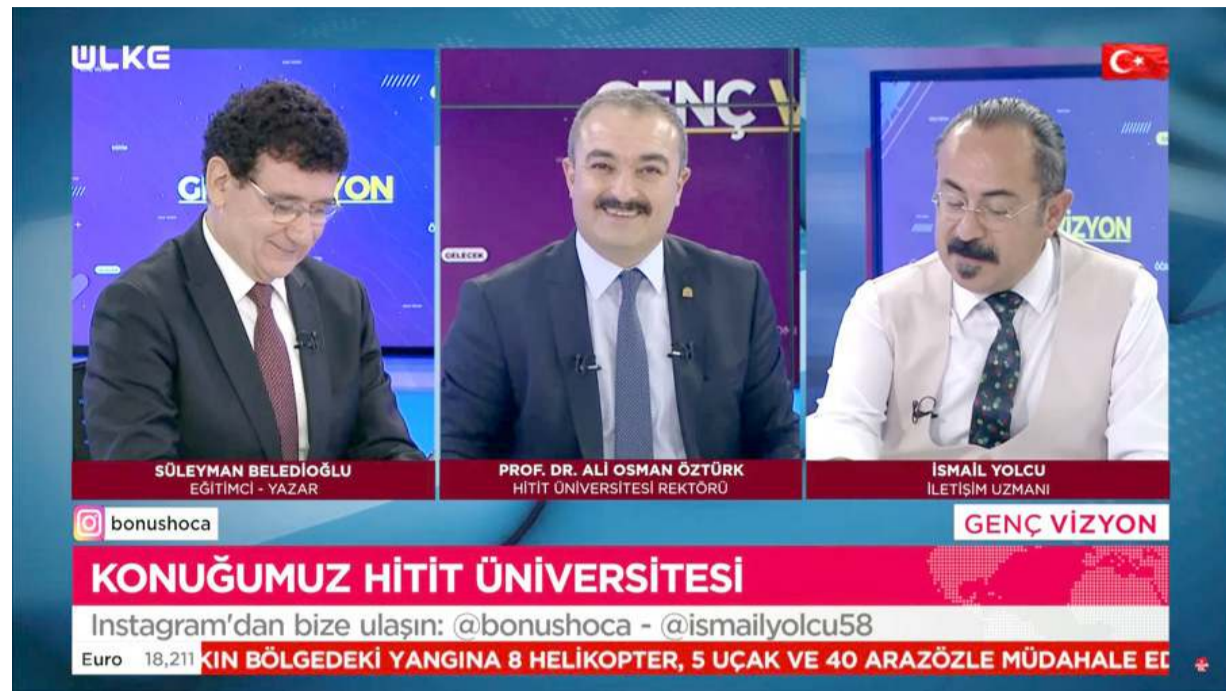 ÜLKE
GENÇ V
G YON
GELECEK
VİZYON
SÜLEYMAN BELEDİOĞLU
EĞİTİMCİ - YAZAR
PROF. DR. ALİ OSMAN ÖZTÜRK
HİTİT ÜNİVERSİTESİ REKTÖRÜ
İSMAİL YOLCU
İLETİŞİM UZMANI
bonushoca
GENÇ VİZYON
KONUĞUMUZ HİTİT ÜNİVERSİTESİ
Instagram'dan bize ulaşın: @bonushoca - @ismailyolcu58
Euro 18,211 KIN BÖLGEDEKİ YANGINA 8 HELİKOPTER, 5 UÇAK VE 40 ARAZÖZLE MÜDAHALE ED